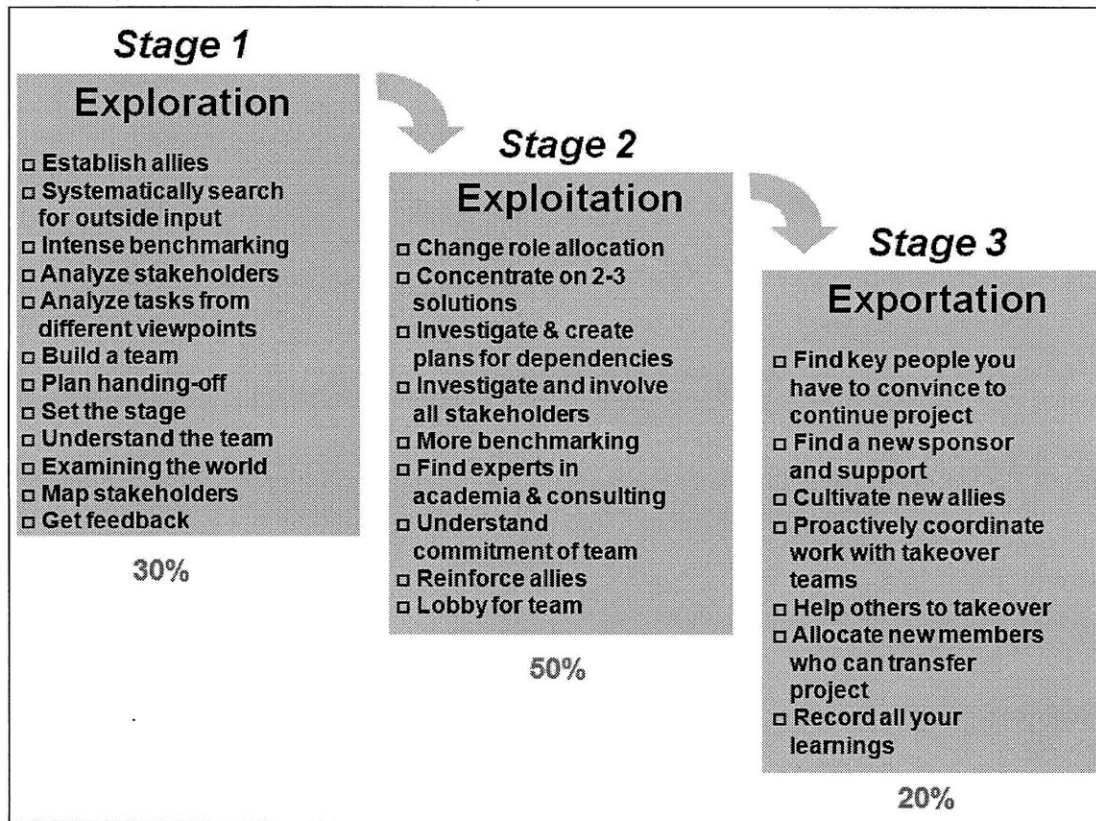 Stage 1
Exploration
□ Establish allies
□ Systematically search
for outside input
□ Intense benchmarking
□ Analyze stakeholders
□ Analyze tasks from
different viewpoints
□ Build a team
□ Plan handing-off
□ Set the stage
□ Understand the team
□ Examining the world
□ Map stakeholders
□ Get feedback
30%
Stage 2
Exploitation
□ Change role allocation
□ Concentrate on 2-3
solutions
□ Investigate & create
plans for dependencies
□ Investigate and involve
all stakeholders
□ More benchmarking
□ Find experts in
academia & consulting
□ Understand
commitment of team
□ Reinforce allies
□ Lobby for team
50%
Stage 3
Exportation
□ Find key people you
have to convince to
continue project
□ Find a new sponsor
and support
□ Cultivate new allies
□ Proactively coordinate
work with takeover
teams
□ Help others to takeover
□ Allocate new members
who can transfer
project
□ Record all your
learnings
20%